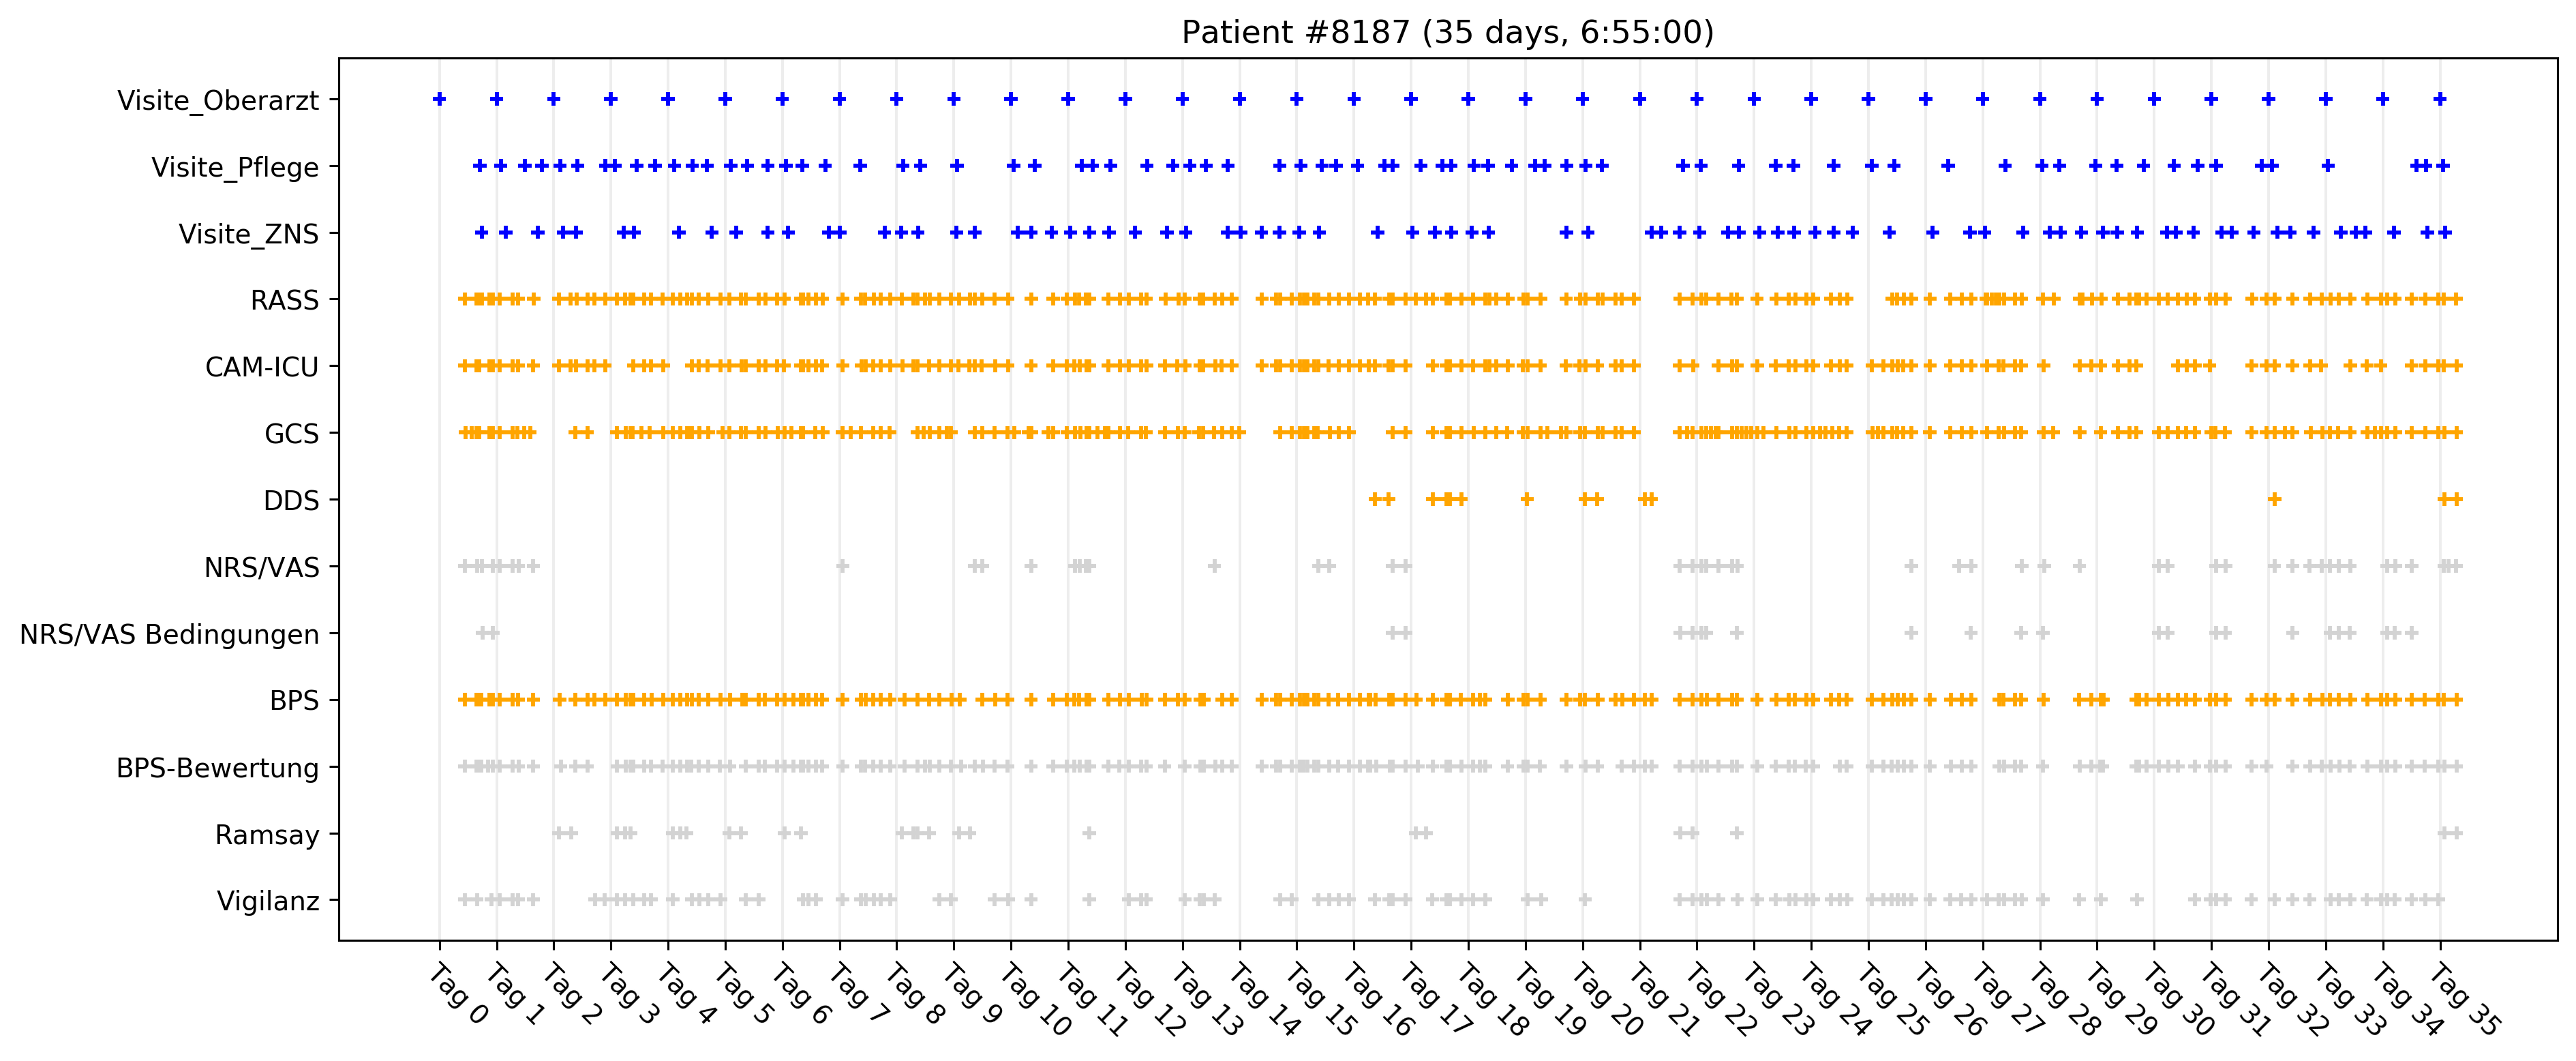 Patient #8187 (35 days, 6:55:00)
Visite_Oberarzt
Visite_Pflege
Visite_ZNS
RASS
CAM-ICU
GCS
DDS
NRS/VAS
NRS/VAS Bedingungen
BPS
BPS-Bewertung
Ramsay
Vigilanz
Tag 0
Tag 1
Tag 2
Tag 3
Tag 4
Tag 5
Tag 6
Tag 7
Tag 8
Tag 9
Tag 10
Tag 11
Tag 12
Tag 13
Tag 14
Tag 15
Tag 16
Tag 17
Tag 18
Tag 19
Tag 20
Tag 21
Tag 22
Tag 23
Tag 24
Tag 25
Tag 26
Tag 27
Tag 28
Tag 29
Tag 30
Tag 31
Tag 32
Tag 33
Tag 34
Tag 35